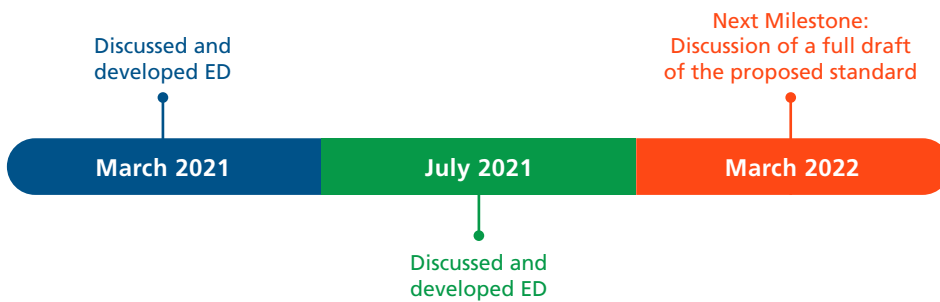 Next Milestone:
Discussion of a full draft
of the proposed standard
Discussed and
developed ED
March 2021
July 2021
March 2022
Discussed and
developed ED